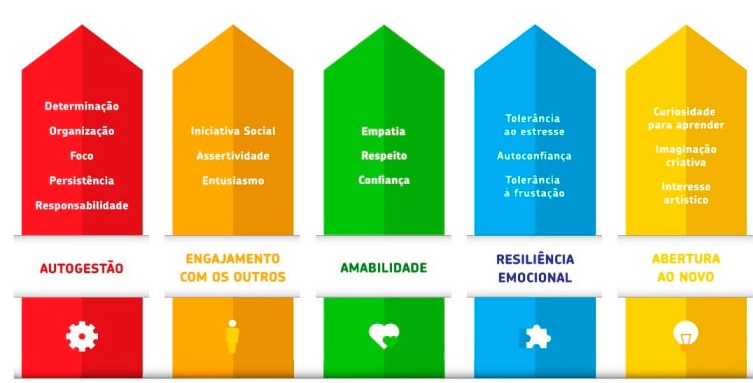 Determinação
Organização
Foco
Persistência
Responsabilidade
AUTOGESTÃO
Iniciativa Social
Assertividade
Entusiasmo
ENGAJAMENTO
COM OS OUTROS
Empatia
Respeito
Confiança
AMABILIDADE
Tolerância
ao estresse
Autoconfiança
Tolerância
à frustação
RESILIÊNCIA
EMOCIONAL
Curiosidade
para aprender
Imaginação
criativa
Interesse
artístico
ABERTURA
AO NOVO